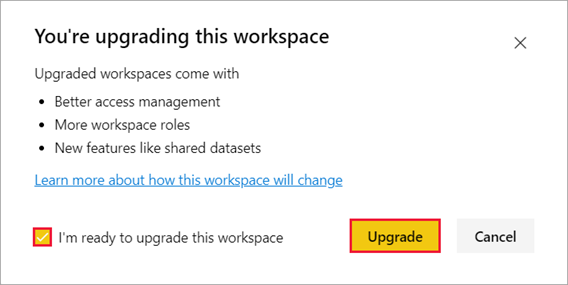 You're upgrading this workspace
Upgraded workspaces come with
• Better access management
• More workspace roles
• New features like shared datasets
Learn more about how this workspace will change
I'm ready to upgrade this workspace
Upgrade
Cancel